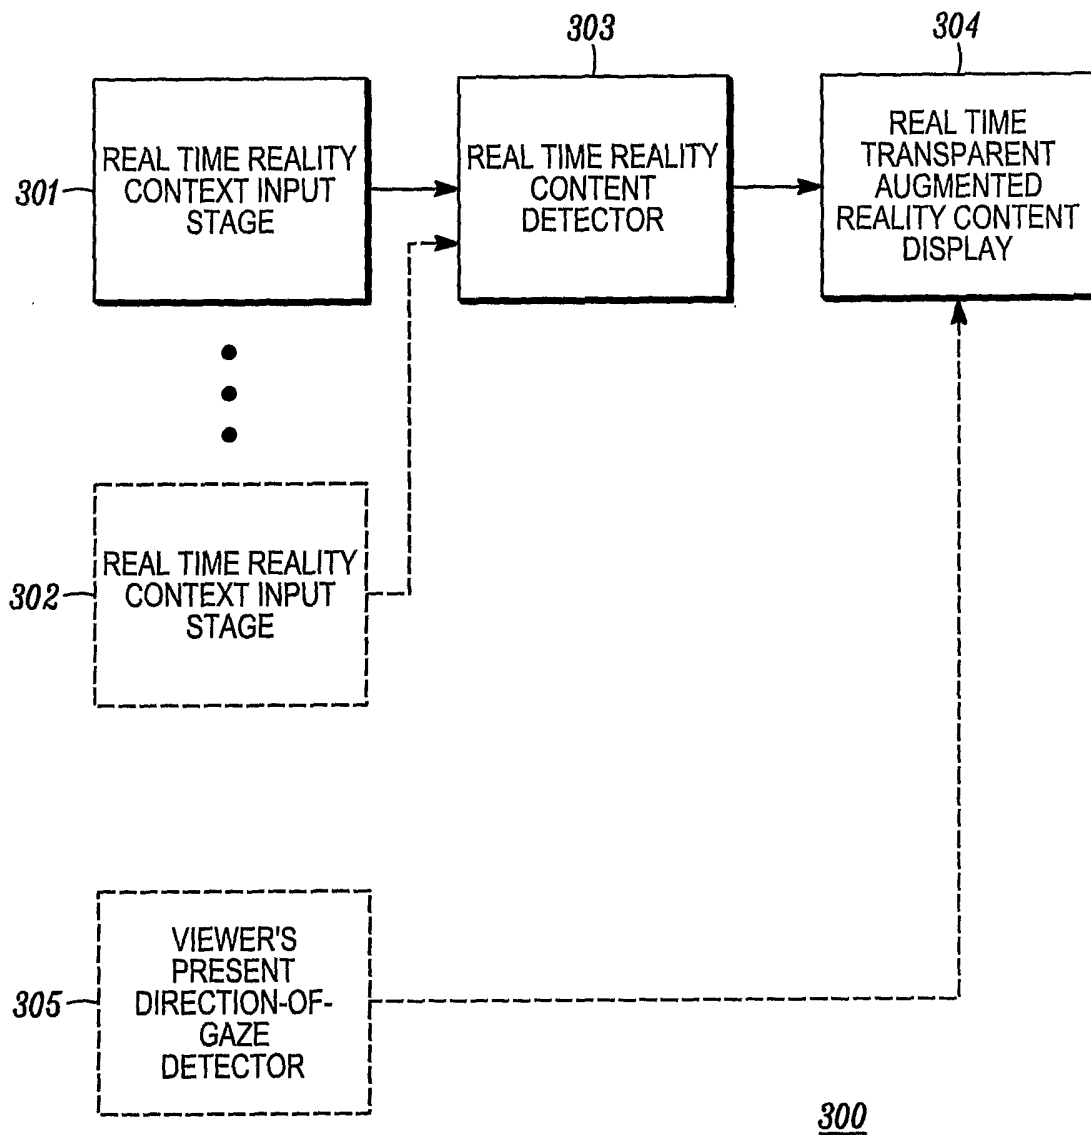 303
304
301
REAL TIME REALITY
CONTEXT INPUT
STAGE
REAL TIME REALITY
CONTENT
DETECTOR
REAL TIME
TRANSPARENT
AUGMENTED
REALITY CONTENT
DISPLAY
302
REAL TIME REALITY
CONTEXT INPUT
STAGE
305
VIEWER'S
PRESENT
DIRECTION-OF-
GAZE
DETECTOR
300